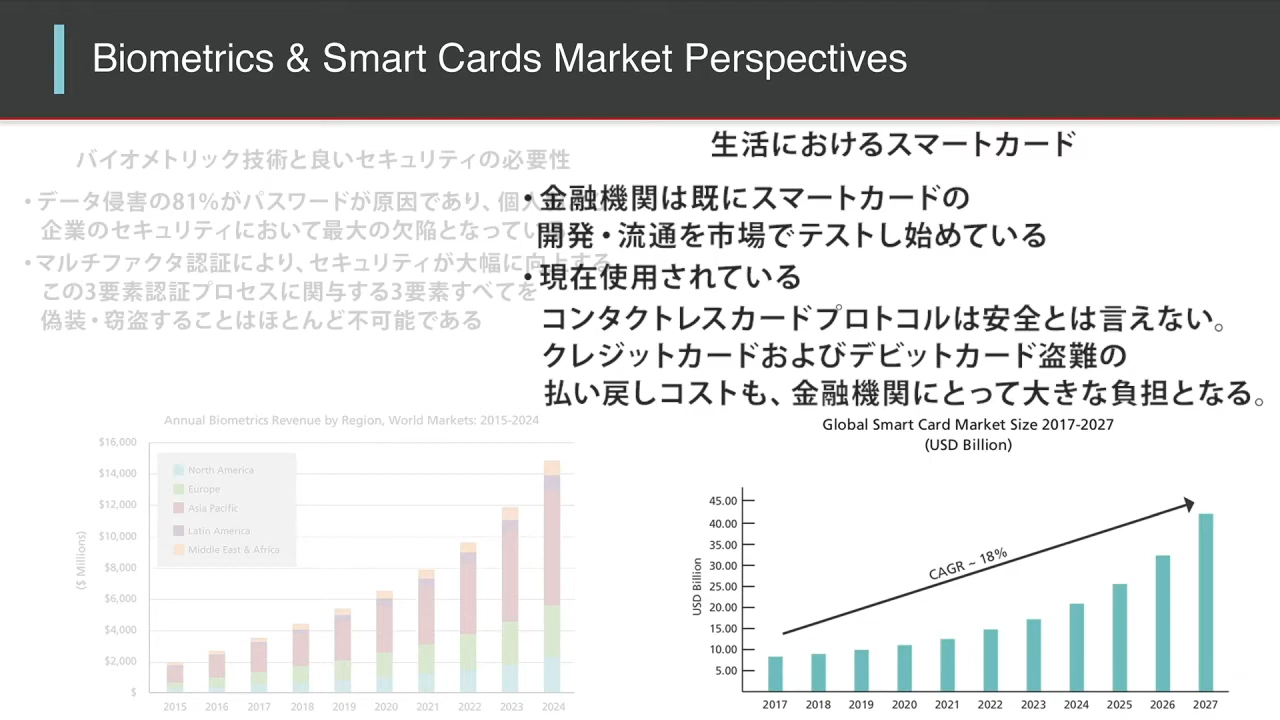 Biometrics & Smart Cards Market Perspectives
バイオメトリック技術と良いセキュリティの必要性
• データ侵害の81%がパスワードが原因であり、個人
企業のセキュリティにおいて最大の欠陥となってい
• マルチファクタ認証により、セキュリティが大幅に向上する
この3要素認証プロセスに関与する3要素すべてを
偽装・窃盗することはほとんど不可能である
生活におけるスマートカード
• 金融機関は既にスマートカードの
開発・流通を市場でテストし始めている
• 現在使用されている
コンタクトレスカードプロトコルは安全とは言えない。
クレジットカードおよびデビットカード盗難の
払い戻しコストも、金融機関にとって大きな負担となる。
Annual Biometrics Revenue by Region, World Markets: 2015-2024
$16,000
$14,000
$12,000
$10,000
$8,000
$6,000
$4,000
$2,000
$
($ Millions)
North America
Europe
Asia Pacific
Latin America
Middle East & Africa
2015 2016 2017 2018 2019 2020 2021 2022 2023 2024
Global Smart Card Market Size 2017-2027
(USD Billion)
45.00
40.00
35.00
30.00
25.00
20.00
15.00
10.00
5.00
USD Billion
CAGR ~ 18%
2017 2018 2019 2020 2021 2022 2023 2024 2025 2026 2027